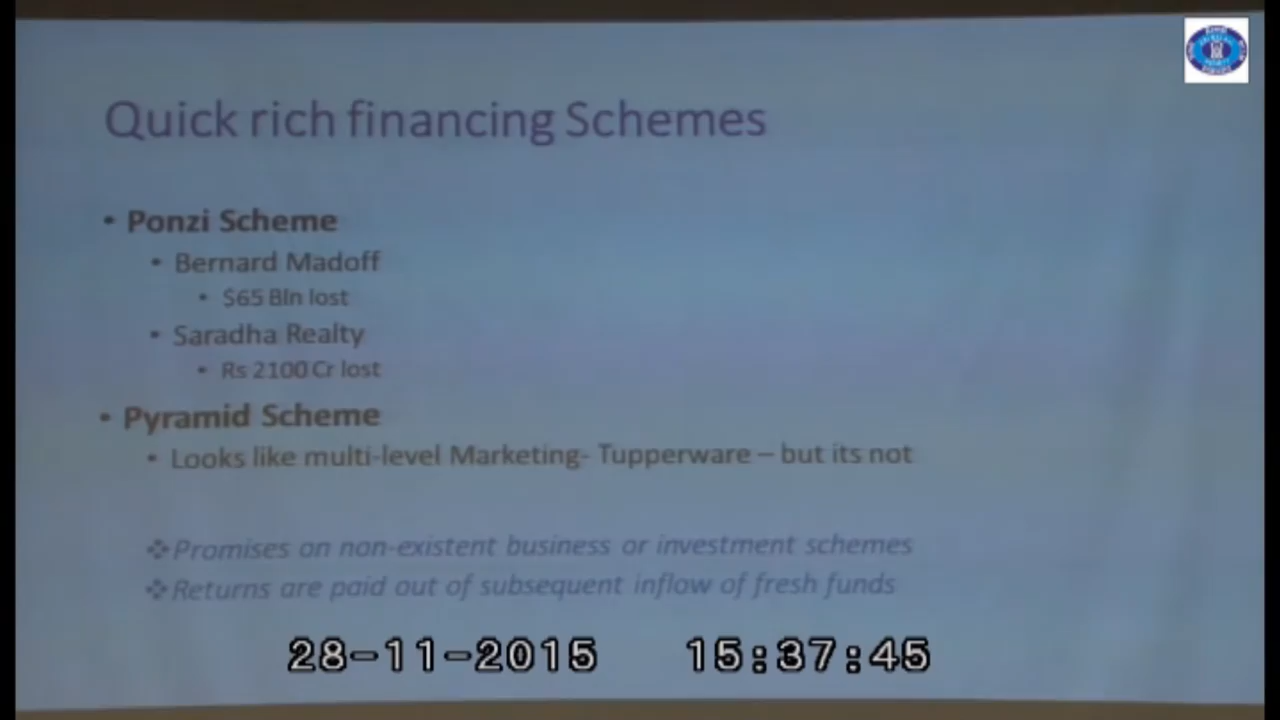 Quick rich financing Schemes
• Ponzi Scheme
• Bernard Madoff
• $65 Bln lost
• Saradha Realty
• Rs 2100 Cr lost
• Pyramid Scheme
• Looks like multi-level Marketing- Tupperware – but its not
❖Promises on non-existent business or investment schemes
❖Returns are paid out of subsequent inflow of fresh funds
28-11-2015 15:37:45